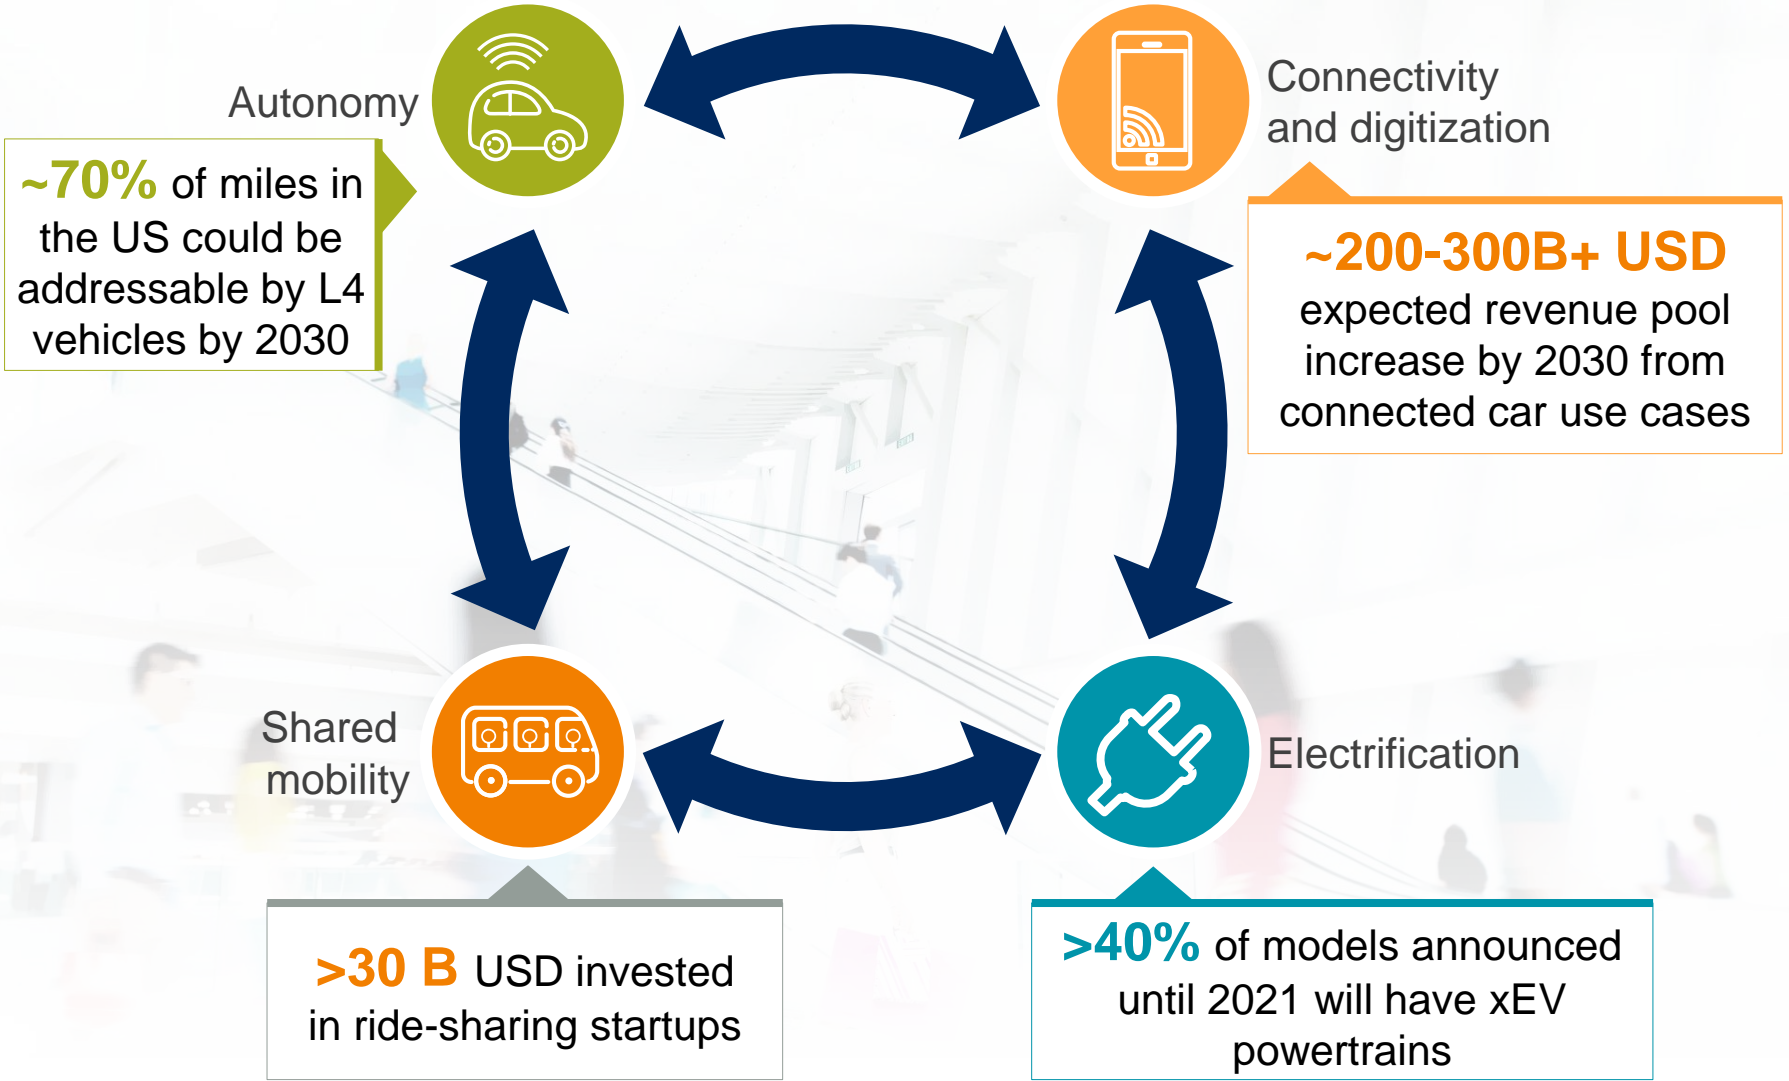 Autonomy
~70% of miles in
the US could be
addressable by L4
vehicles by 2030
Connectivity
and digitization
~200-300B+ USD
expected revenue pool
increase by 2030 from
connected car use cases
Shared
mobility
>30 B USD invested
in ride-sharing startups
Electrification
>40% of models announced
until 2021 will have xEV
powertrains